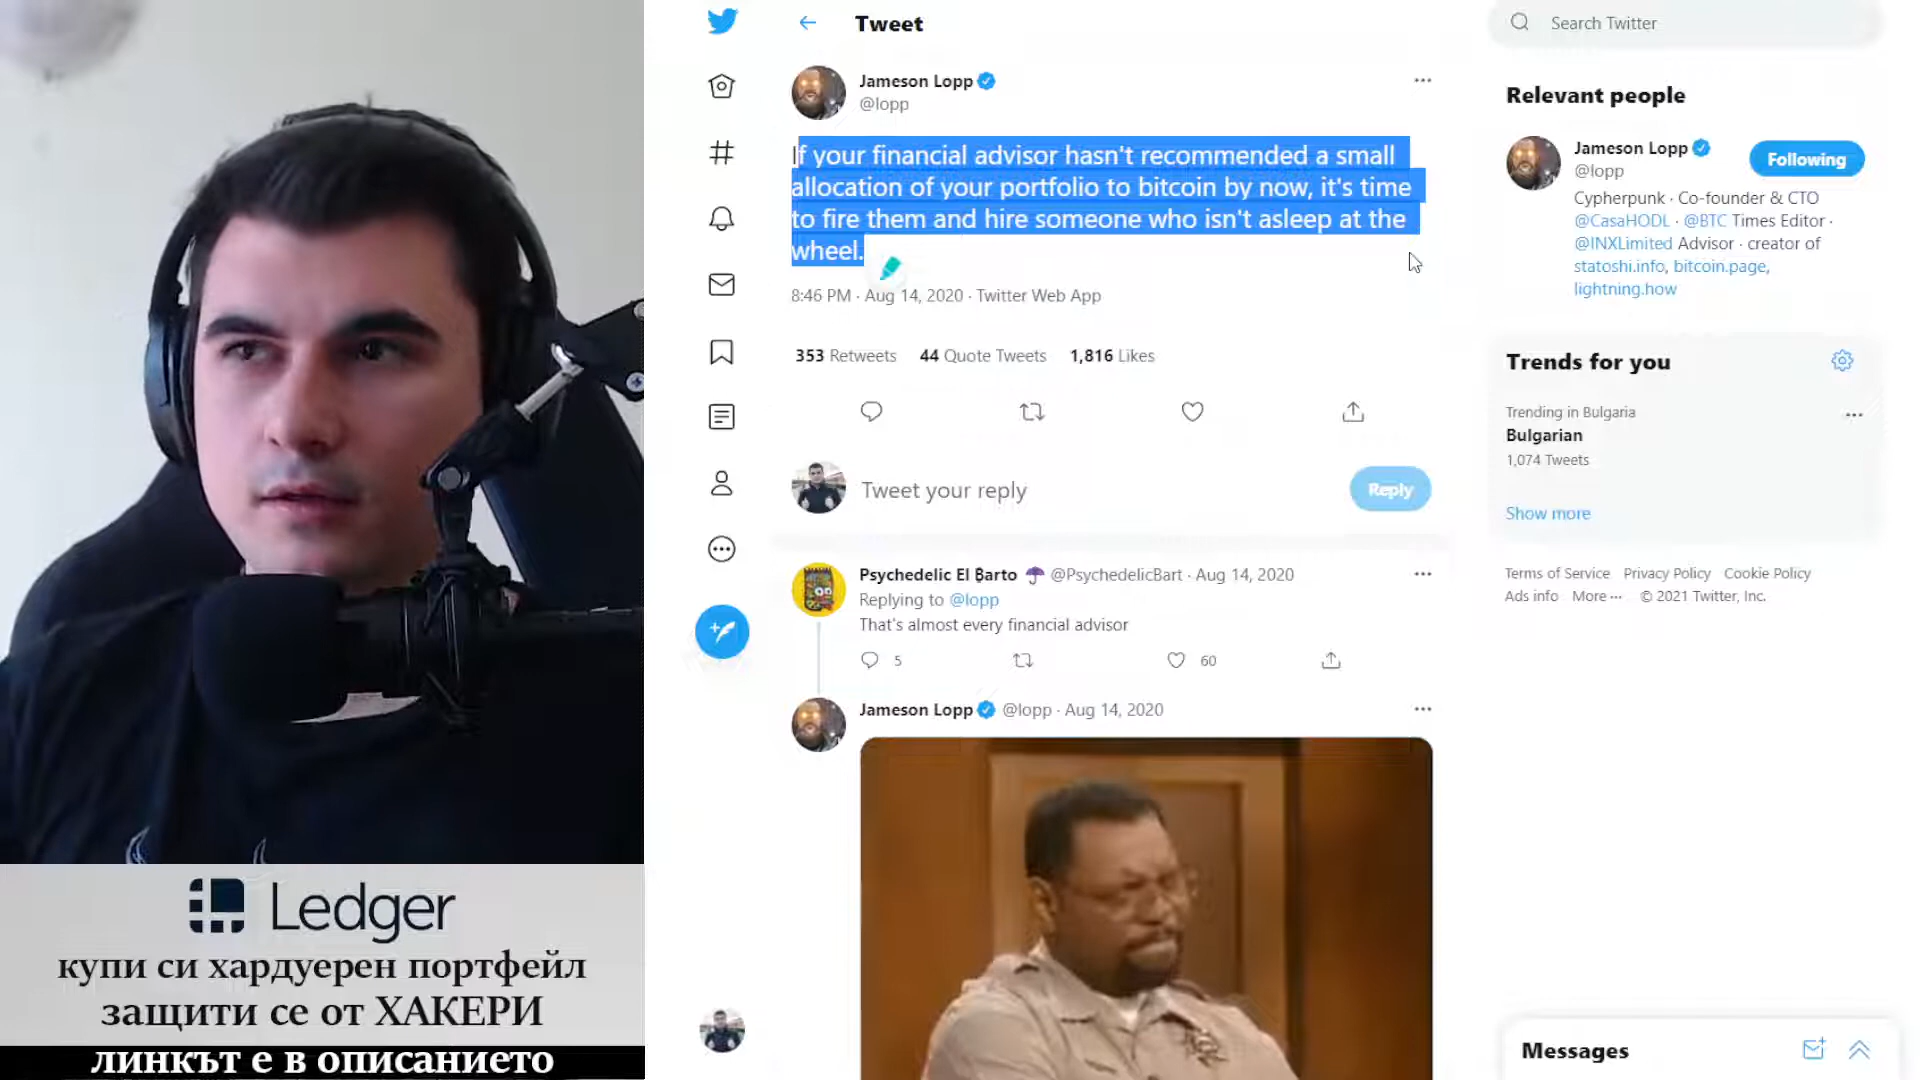 Tweet
Search Twitter
Jameson Lopp
@lopp
If your financial advisor hasn't recommended a small
allocation of your portfolio to bitcoin by now, it's time
to fire them and hire someone who isn't asleep at the
wheel.
8:46 PM · Aug 14, 2020 · Twitter Web App
353 Retweets 44 Quote Tweets 1,816 Likes
Tweet your reply
Reply
Psychedelic El ₿arto @PsychedelicBart · Aug 14, 2020
Replying to @lopp
That's almost every financial advisor
5
60
Jameson Lopp @lopp · Aug 14, 2020
Relevant people
Jameson Lopp
@lopp
Following
Cypherpunk · Co-founder & CTO
@CasaHODL · @BTC Times Editor ·
@INXLimited Advisor · creator of
statoshi.info, bitcoin.page,
lightning.how
Trends for you
Trending in Bulgaria
Bulgarian
1,074 Tweets
Show more
Terms of Service Privacy Policy Cookie Policy
Ads info More ··· © 2021 Twitter, Inc.
Messages
Ledger
купи си хардуерен портфейл
защити се от ХАКЕРИ
линкът е в описанието